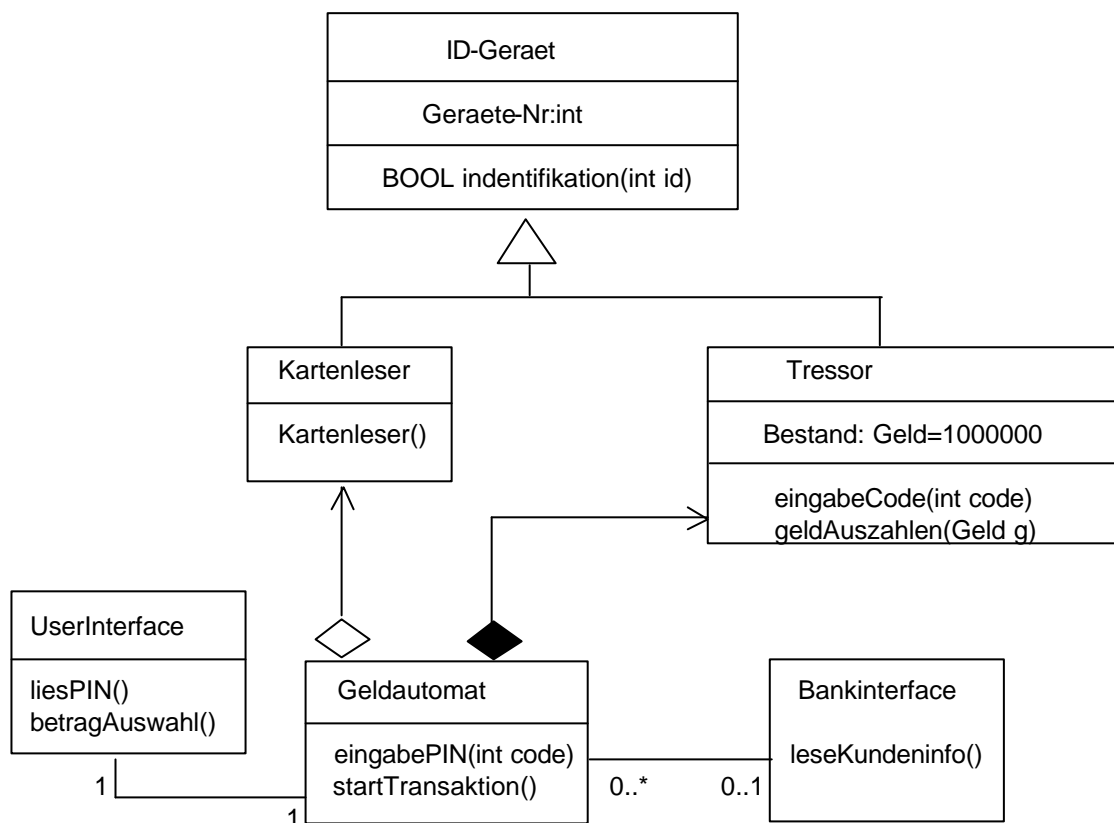 ID-Geraet
Geraete-Nr:int
BOOL indentifikation(int id)
Kartenleser
Kartenleser()
Tressor
Bestand: Geld=1000000
eingabeCode(int code)
geldAuszahlen(Geld g)
UserInterface
liesPIN()
betragAuswahl()
Geldautomat
eingabePIN(int code)
startTransaktion()
Bankinterface
leseKundeninfo()
1
1
0..*
0..1